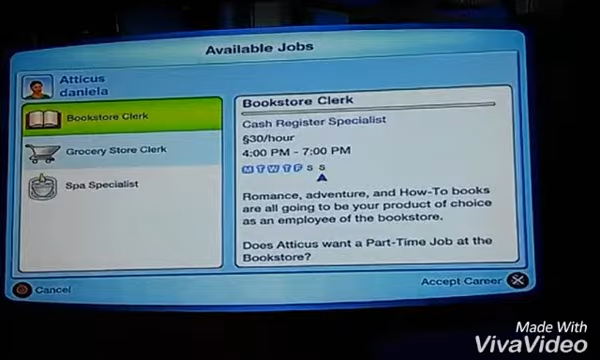 Available Jobs
Atticus
daniela
Bookstore Clerk
Grocery Store Clerk
Spa Specialist
Bookstore Clerk
Cash Register Specialist
§30/hour
4:00 PM - 7:00 PM
M T W T F S S
Romance, adventure, and How-To books
are all going to be your product of choice
as an employee of the bookstore.
Does Atticus want a Part-Time Job at the
Bookstore?
Cancel
Accept Career
Made With
VivaVideo